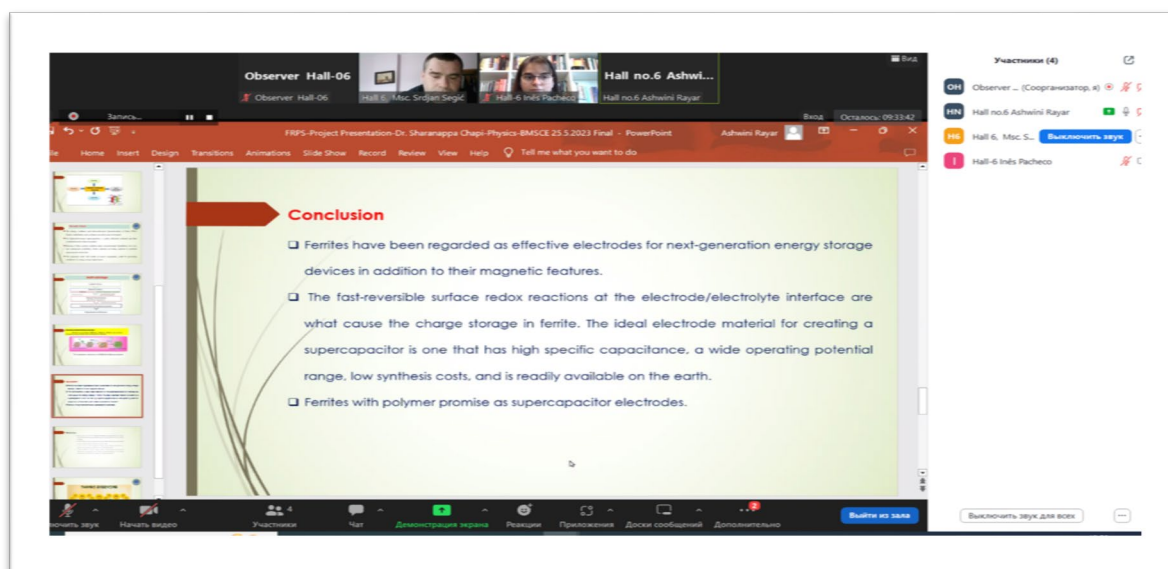 Observer Hall-06
Hall no.6 Ashwi...
Observer Hall-06
Hall 6, Msc. Srdjan Segić
Hall-6 Inês Pacheco
Hall no.6 Ashwini Rayar
Вид
Запись...
Вход
Осталось: 09:33:42
FRPS-Project Presentation-Dr. Sharanappa Chapi-Physics-BMSCE 25.5.2023 Final - PowerPoint
Ashwini Rayar
Home Insert Design Transitions Animations Slide Show Record Review View Help Tell me what you want to do
Conclusion
Ferrites have been regarded as effective electrodes for next-generation energy storage
devices in addition to their magnetic features.
The fast-reversible surface redox reactions at the electrode/electrolyte interface are
what cause the charge storage in ferrite. The ideal electrode material for creating a
supercapacitor is one that has high specific capacitance, a wide operating potential
range, low synthesis costs, and is readily available on the earth.
Ferrites with polymer promise as supercapacitor electrodes.
Участники (4)
OH Observer ... (Соорганизатор, я)
HN Hall no.6 Ashwini Rayar
H6 Hall 6, Msc. S... Выключить звук
I Hall-6 Inês Pacheco
ючить звук
Начать видео
4
Участники
Чат
Демонстрация экрана
Реакции
Приложения
Доски сообщений
2
Дополнительно
Выйти из зала
Выключить звук для всех